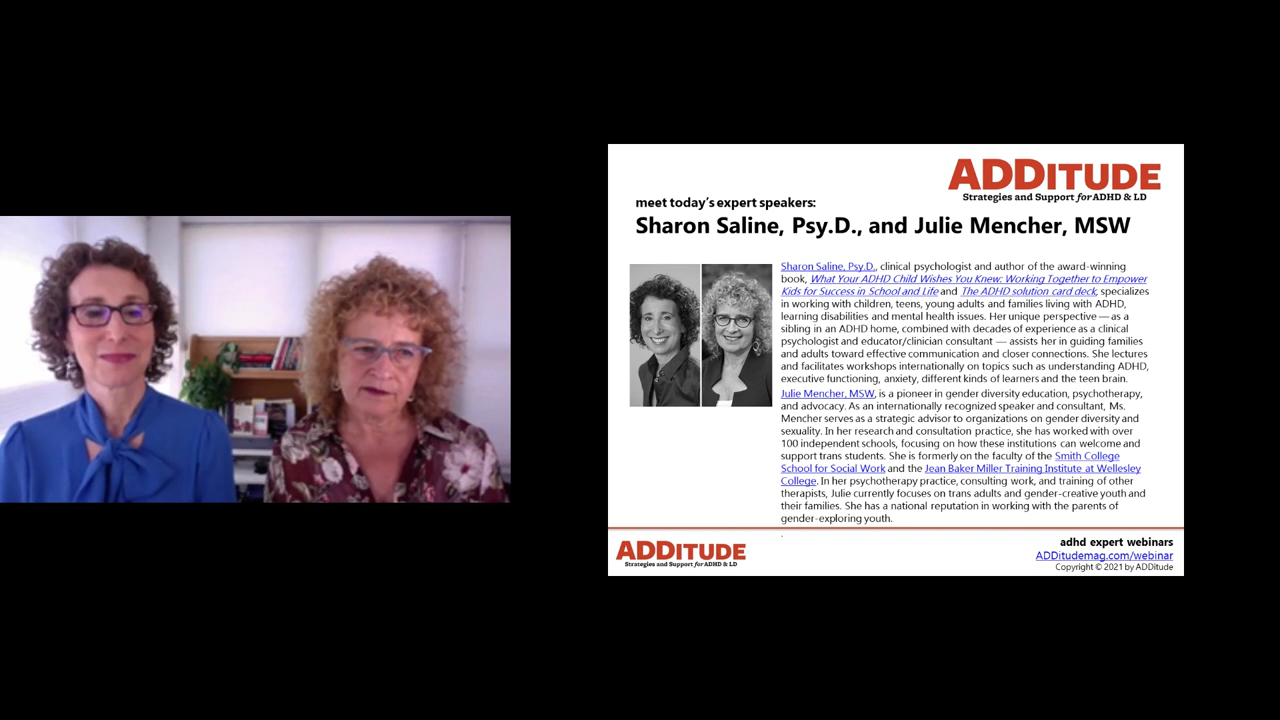 ADDITUDE
Strategies and Support for ADHD & LD
meet today's expert speakers:
Sharon Saline, Psy.D., and Julie Mencher, MSW
Sharon Saline, Psy.D., clinical psychologist and author of the award-winning
book, What Your ADHD Child Wishes You Knew: Working Together to Empower
Kids for Success in School and Life and The ADHD solution card deck, specializes
in working with children, teens, young adults and families living with ADHD,
learning disabilities and mental health issues. Her unique perspective — as a
sibling in an ADHD home, combined with decades of experience as a clinical
psychologist and educator/clinician consultant — assists her in guiding families
and adults toward effective communication and closer connections. She lectures
and facilitates workshops internationally on topics such as understanding ADHD,
executive functioning, anxiety, different kinds of learners and the teen brain.
Julie Mencher, MSW, is a pioneer in gender diversity education, psychotherapy,
and advocacy. As an internationally recognized speaker and consultant, Ms.
Mencher serves as a strategic advisor to organizations on gender diversity and
sexuality. In her research and consultation practice, she has worked with over
100 independent schools, focusing on how these institutions can welcome and
support trans students. She is formerly on the faculty of the Smith College
School for Social Work and the Jean Baker Miller Training Institute at Wellesley
College. In her psychotherapy practice, consulting work, and training of other
therapists, Julie currently focuses on trans adults and gender-creative youth and
their families. She has a national reputation in working with the parents of
gender-exploring youth.
.
ADDITUDE
Strategies and Support for ADHD & LD
adhd expert webinars
ADDitudemag.com/webinar
Copyright © 2021 by ADDitude